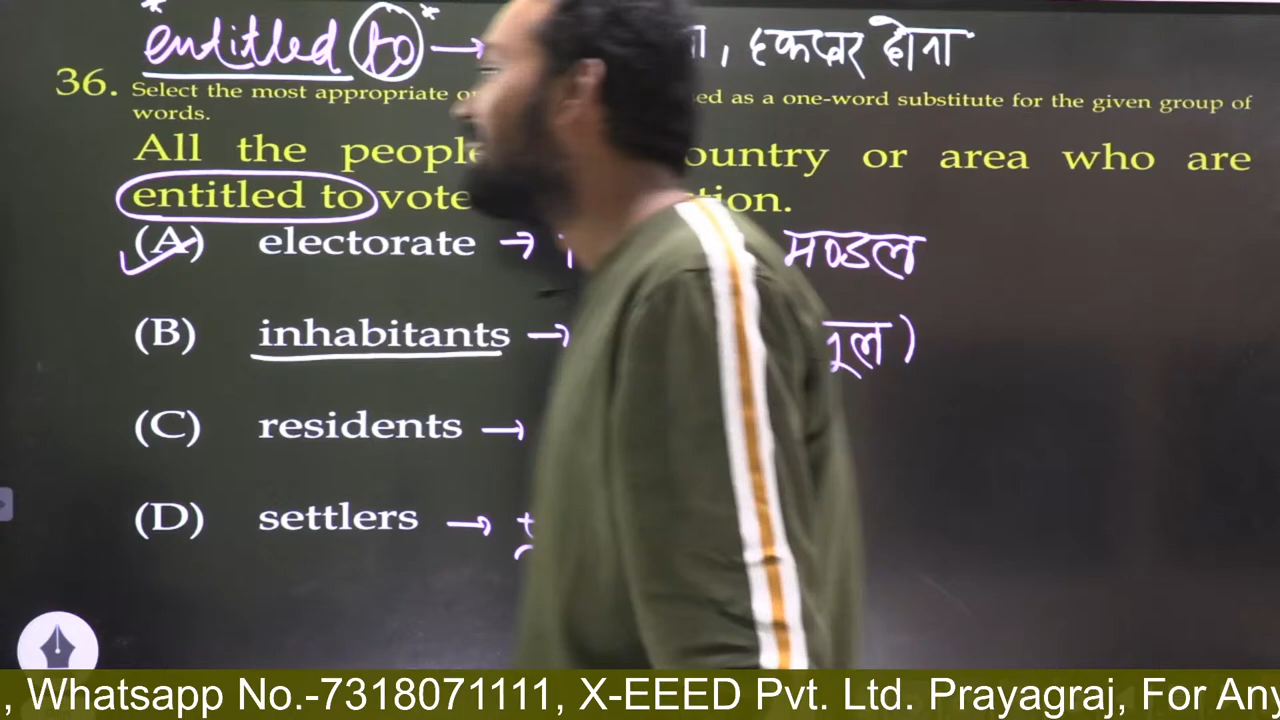 entitled to → , हकदार होना
36. Select the most appropriate ed as a one-word substitute for the given group of
words.
All the people ountry or area who are
entitled to vote tion.
(A) electorate → मण्डल
(B) inhabitants → मूल)
(C) residents →
(D) settlers →
, Whatsapp No.-7318071111, X-EEED Pvt. Ltd. Prayagraj, For Any